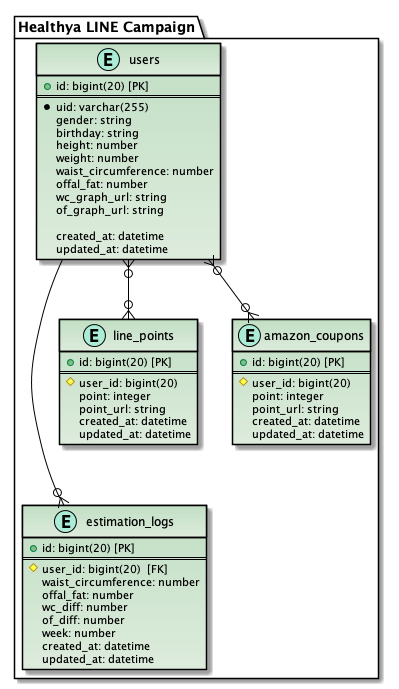 Healthya LINE Campaign
E users
id: bigint(20) [PK]
uid: varchar(255)
gender: string
birthday: string
height: number
weight: number
waist_circumference: number
offal_fat: number
wc_graph_url: string
of_graph_url: string
created_at: datetime
updated_at: datetime
E line_points
id: bigint(20) [PK]
user_id: bigint(20)
point: integer
point_url: string
created_at: datetime
updated_at: datetime
E amazon_coupons
id: bigint(20) [PK]
user_id: bigint(20)
point: integer
point_url: string
created_at: datetime
updated_at: datetime
E estimation_logs
id: bigint(20) [PK]
user_id: bigint(20) [FK]
waist_circumference: number
offal_fat: number
wc_diff: number
of_diff: number
week: number
created_at: datetime
updated_at: datetime